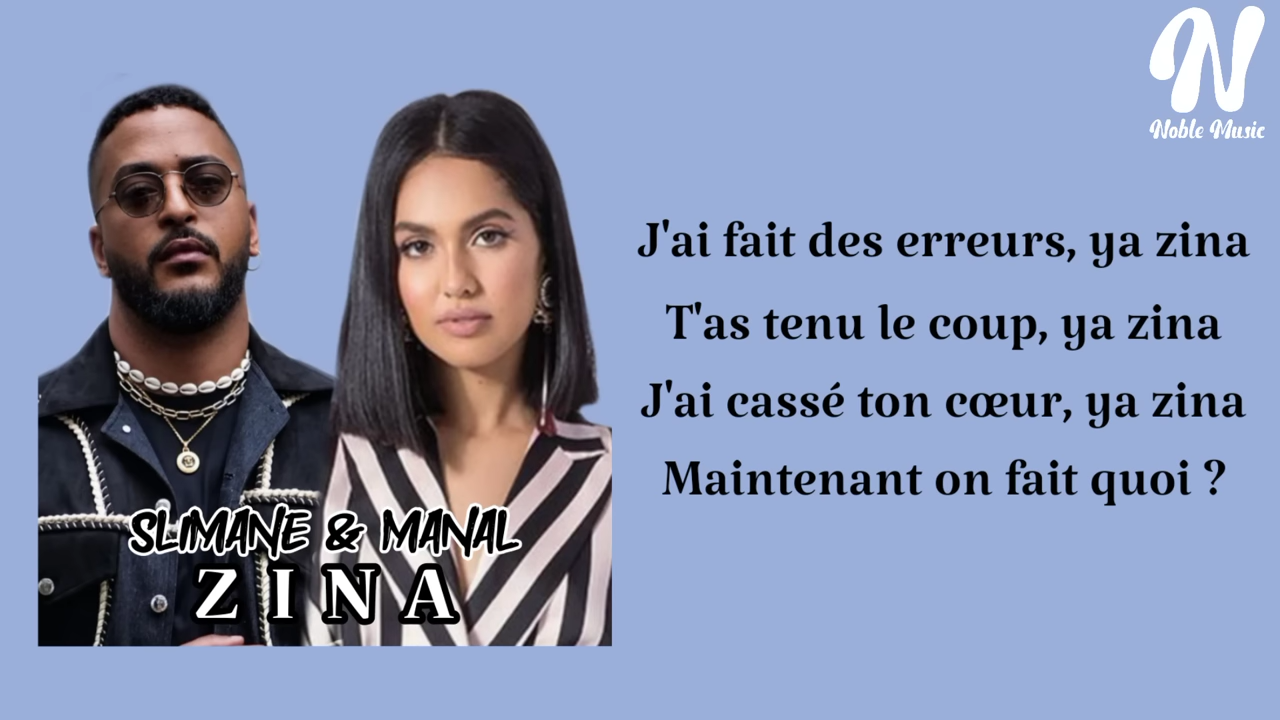 N
Noble Music
J'ai fait des erreurs, ya zina
T'as tenu le coup, ya zina
J'ai cassé ton cœur, ya zina
Maintenant on fait quoi ?
SLIMANE & MANAL
ZINA